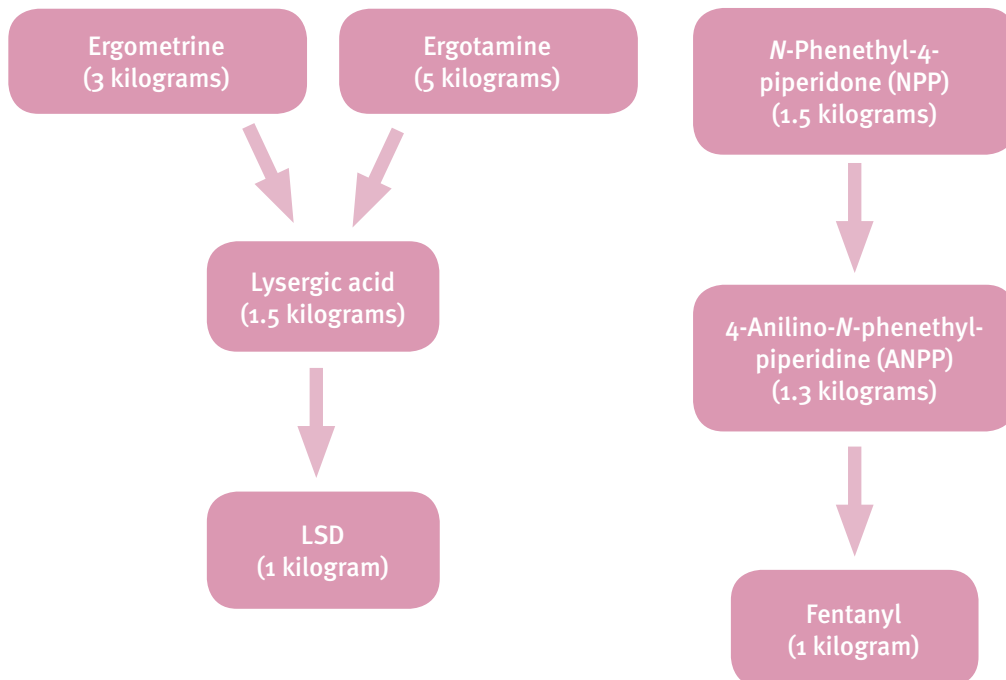 Ergometrine
(3 kilograms)
Ergotamine
(5 kilograms)
Lysergic acid
(1.5 kilograms)
LSD
(1 kilogram)
N-Phenethyl-4-
piperidone (NPP)
(1.5 kilograms)
4-Anilino-N-phenethyl-
piperidine (ANPP)
(1.3 kilograms)
Fentanyl
(1 kilogram)